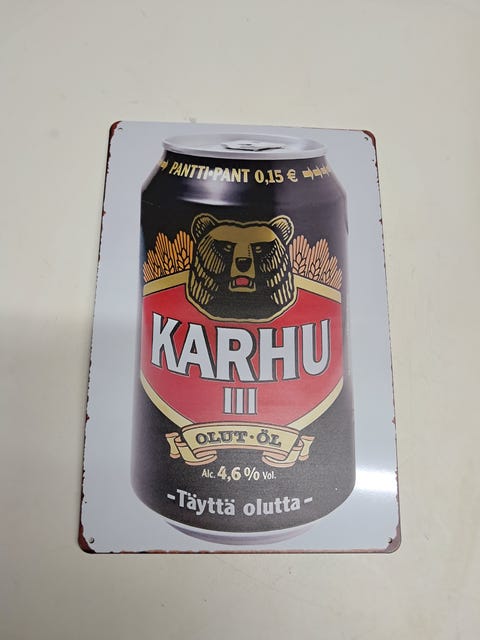 PANTTI•PANT 0,15 €
KARHU
III
OLUT·ÖL
Alc. 4,6% Vol.
-Täyttä olutta-